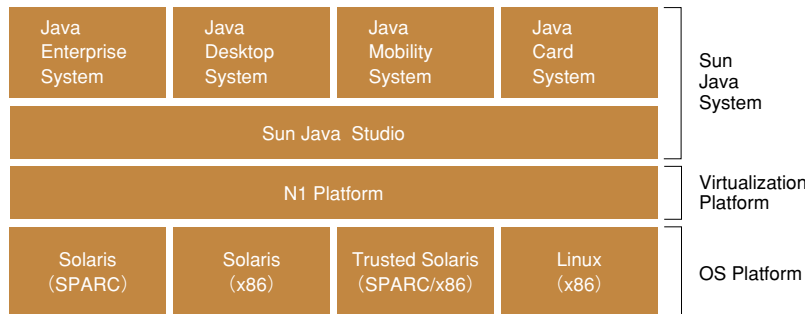 Java
Enterprise
System
Java
Desktop
System
Java
Mobility
System
Java
Card
System
Sun
Java
System
Sun Java Studio
N1 Platform
Virtualization
Platform
Solaris
（SPARC）
Solaris
（x86）
Trusted Solaris
（SPARC/x86）
Linux
（x86）
OS Platform